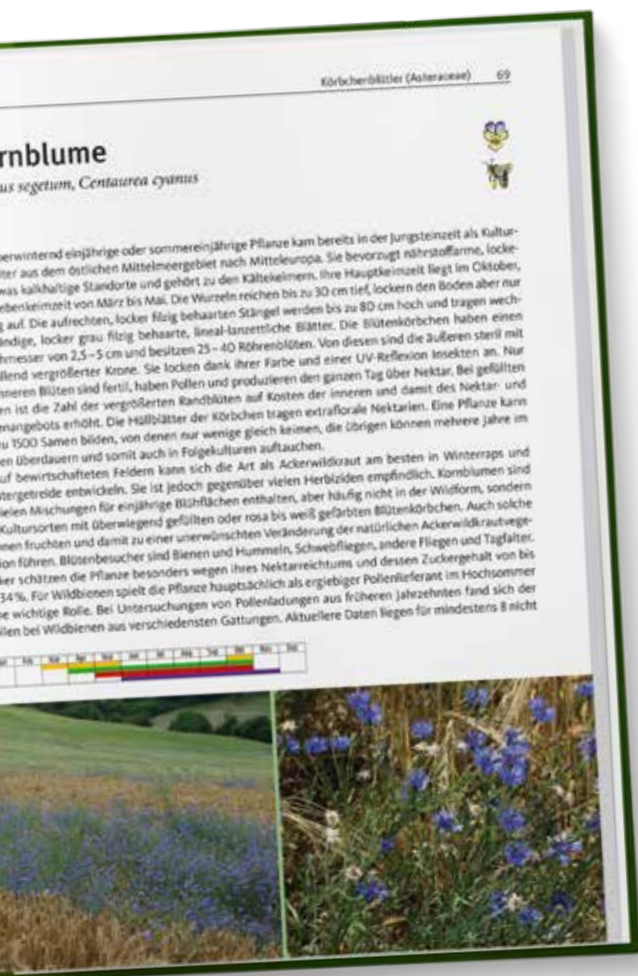 Körbchenblütler (Asteraceae) 69
rnblume
us segetum, Centaurea cyanus
berwinternd einjährige oder sommereinjährige Pflanze kam bereits in der Jungsteinzeit als Kultur-
iter aus dem östlichen Mittelmeergebiet nach Mitteleuropa. Sie bevorzugt nährstoffarme, locke-
was kalkhaltige Standorte und gehört zu den Kältekeimern. Ihre Hauptkeimzeit liegt im Oktober,
ebenkeimzeit von März bis Mai. Die Wurzeln reichen bis zu 30 cm tief, lockern den Boden aber nur
g auf. Die aufrechten, locker filzig behaarten Stängel werden bis zu 80 cm hoch und tragen wech-
ändige, locker grau filzig behaarte, lineal-lanzettliche Blätter. Die Blütenkörbchen haben einen
hmesser von 2,5–5 cm und besitzen 25–40 Röhrenblüten. Von diesen sind die äußeren steril mit
llend vergrößerter Krone. Sie locken dank ihrer Farbe und einer UV-Reflexion Insekten an. Nur
nneren Blüten sind fertil, haben Pollen und produzieren den ganzen Tag über Nektar. Bei gefüllten
en ist die Zahl der vergrößerten Randblüten auf Kosten der inneren und damit des Nektar- und
enangebots erhöht. Die Hüllblätter der Körbchen tragen extraflorale Nektarien. Eine Pflanze kann
zu 1500 Samen bilden, von denen nur wenige gleich keimen, die übrigen können mehrere Jahre im
en überdauern und somit auch in Folgekulturen auftauchen.
uf bewirtschafteten Feldern kann sich die Art als Ackerwildkraut am besten in Winterraps und
tergetreide entwickeln. Sie ist jedoch gegenüber vielen Herbiziden empfindlich. Kornblumen sind
ielen Mischungen für einjährige Blühflächen enthalten, aber häufig nicht in der Wildform, sondern
Kultursorten mit überwiegend gefüllten oder rosa bis weiß gefärbten Blütenkörbchen. Auch solche
nen fruchten und damit zu einer unerwünschten Veränderung der natürlichen Ackerwildkrautvege-
ion führen. Blütenbesucher sind Bienen und Hummeln, Schwebfliegen, andere Fliegen und Tagfalter.
ker schätzen die Pflanze besonders wegen ihres Nektarreichtums und dessen Zuckergehalt von bis
34 %. Für Wildbienen spielt die Pflanze hauptsächlich als ergiebiger Pollenlieferant im Hochsommer
ne wichtige Rolle. Bei Untersuchungen von Pollenladungen aus früheren Jahrzehnten fand sich der
llen bei Wildbienen aus verschiedensten Gattungen. Aktuellere Daten liegen für mindestens 8 nicht